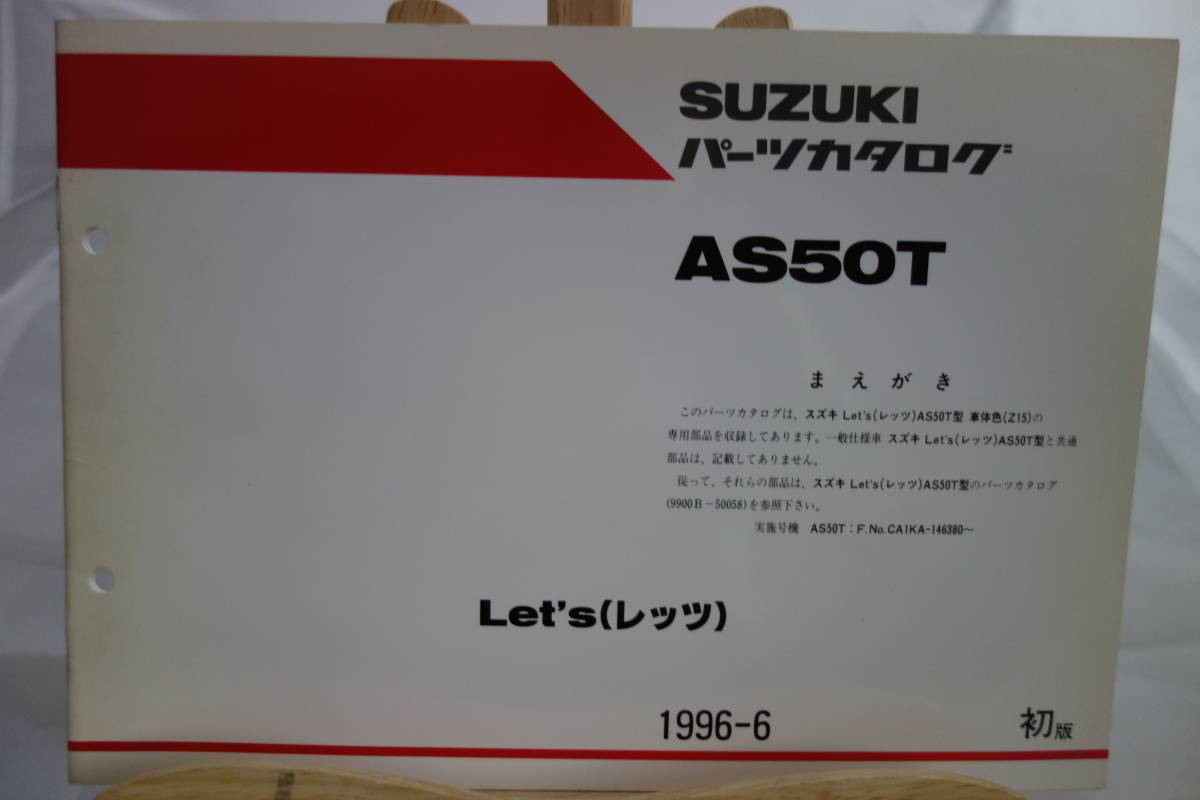 SUZUKI
パーツカタログ
AS50T
まえがき
このパーツカタログは、スズキ Let's(レッツ)AS50T型 車体色(Z15)の
専用部品を収録してあります。一般仕様車 スズキ Let's(レッツ)AS50T型と共通
部品は、記載してありません。
従って、それらの部品は、スズキ Let's(レッツ)AS50T型のパーツカタログ
(9900B-50058)を参照下さい。
実施号機 AS50T:F.No.CA1KA-146380~
Let's(レッツ)
1996-6 初版